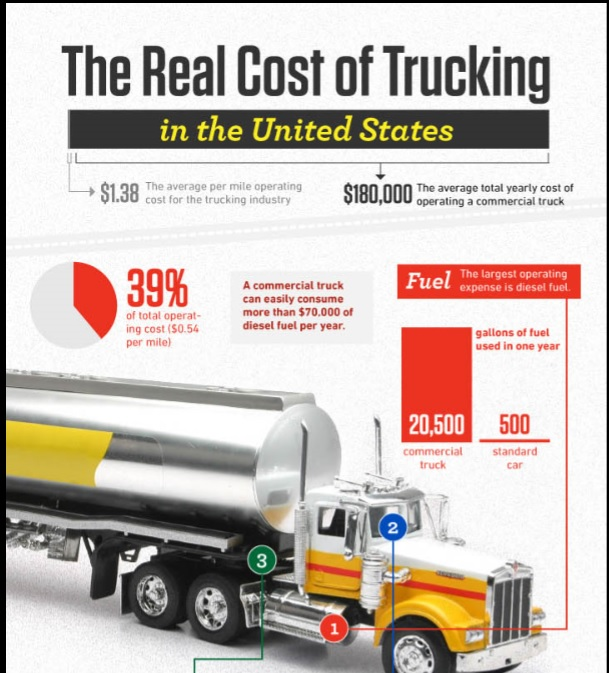 The Real Cost of Trucking
in the United States
$1.38
The average per mile operating
cost for the trucking industry
$180,000
The average total yearly cost of
operating a commercial truck
39%
of total operat-
ing cost ($0.54
per mile)
A commercial truck
can easily consume
more than $70,000 of
diesel fuel per year.
Fuel
The largest operating
expense is diesel fuel.
gallons of fuel
used in one year
20,500
commercial
truck
500
standard
car
2
3
1